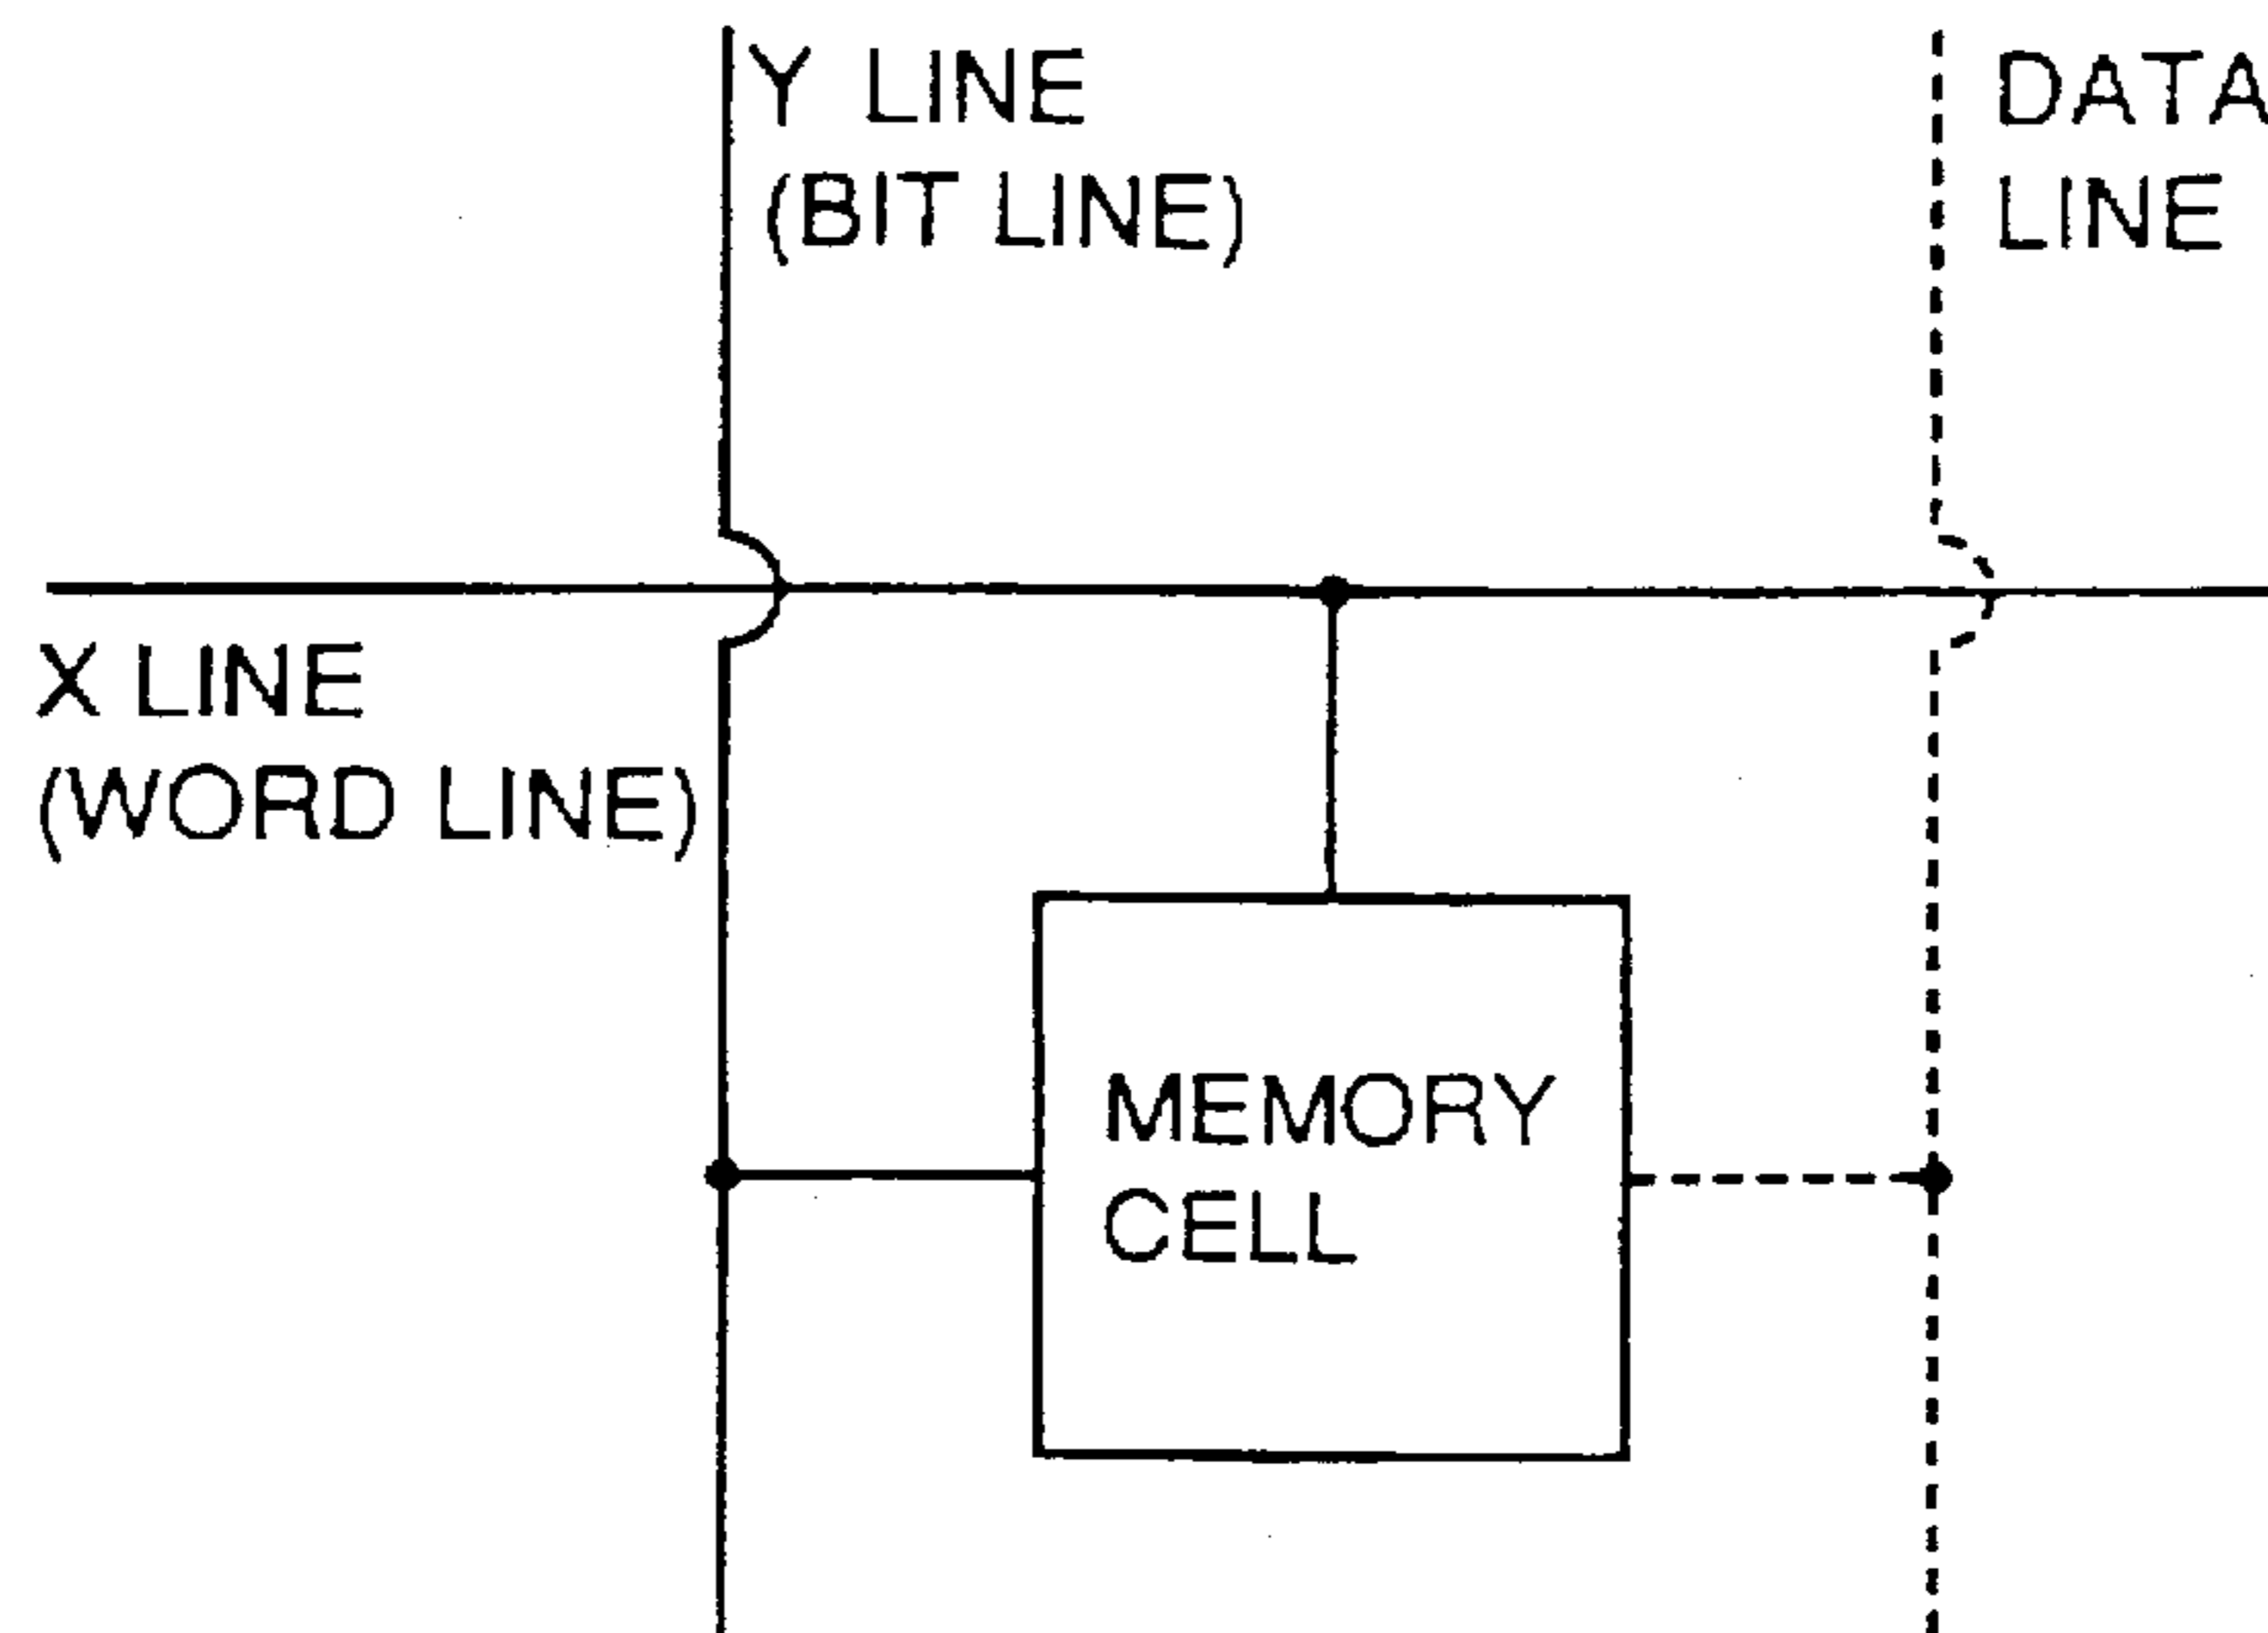 Y LINE
(BIT LINE)
DATA
LINE
X LINE
(WORD LINE)
MEMORY
CELL